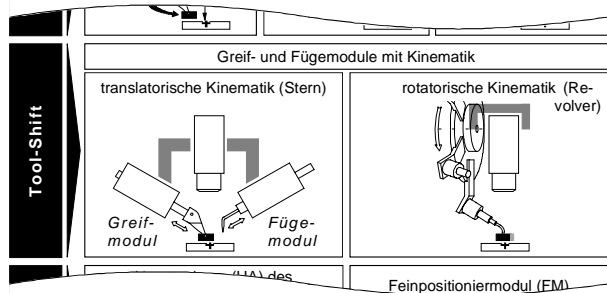 Greif- und Fügemodule mit Kinematik
Tool-Shift
translatorische Kinematik (Stern)
Greif-
modul
Füge-
modul
rotatorische Kinematik (Re-
volver)
(HA) des
Feinpositioniermodul (FM)